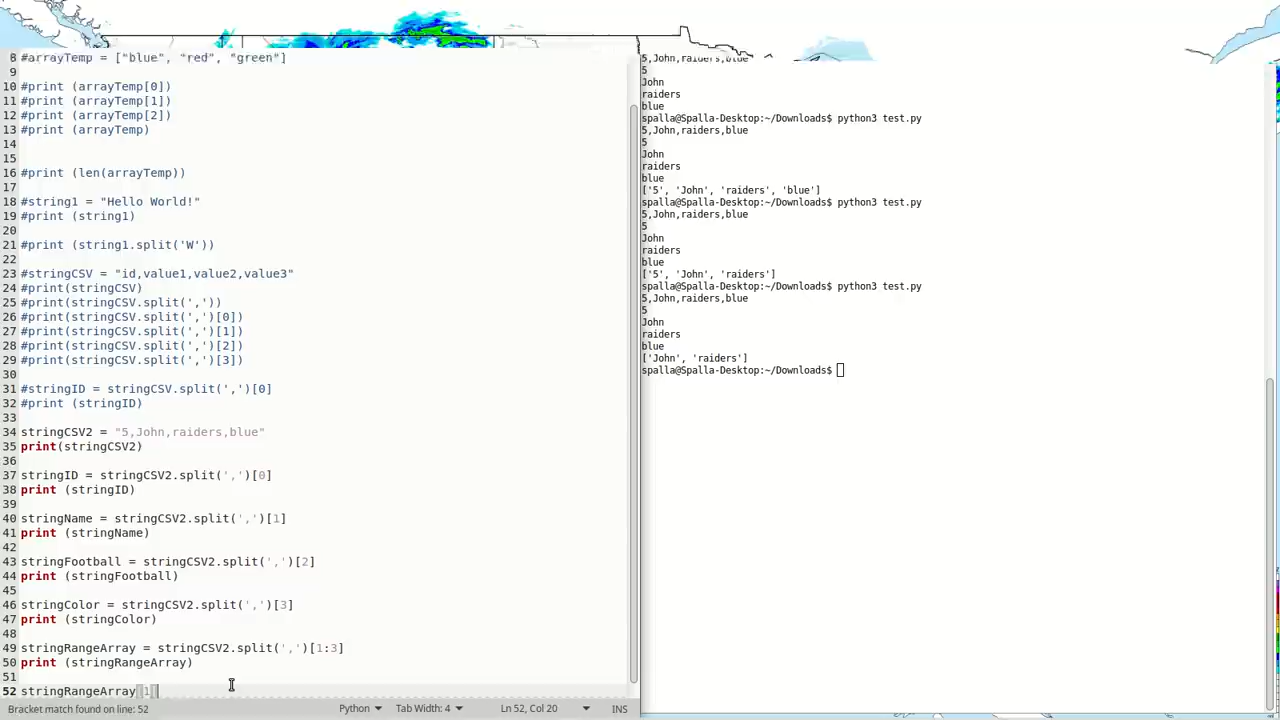 8 #arrayTemp = ["blue", "red", "green"]
9
10 #print (arrayTemp[0])
11 #print (arrayTemp[1])
12 #print (arrayTemp[2])
13 #print (arrayTemp)
14
15
16 #print (len(arrayTemp))
17
18 #string1 = "Hello World!"
19 #print (string1)
20
21 #print (string1.split('W'))
22
23 #stringCSV = "id,value1,value2,value3"
24 #print(stringCSV)
25 #print(stringCSV.split(','))
26 #print(stringCSV.split(',')[0])
27 #print(stringCSV.split(',')[1])
28 #print(stringCSV.split(',')[2])
29 #print(stringCSV.split(',')[3])
30
31 #stringID = stringCSV.split(',')[0]
32 #print (stringID)
33
34 stringCSV2 = "5,John,raiders,blue"
35 print(stringCSV2)
36
37 stringID = stringCSV2.split(',')[0]
38 print (stringID)
39
40 stringName = stringCSV2.split(',')[1]
41 print (stringName)
42
43 stringFootball = stringCSV2.split(',')[2]
44 print (stringFootball)
45
46 stringColor = stringCSV2.split(',')[3]
47 print (stringColor)
48
49 stringRangeArray = stringCSV2.split(',')[1:3]
50 print (stringRangeArray)
51
52 stringRangeArray[1]
Bracket match found on line: 52 Python Tab Width: 4 Ln 52, Col 20 INS
5,John,raiders,blue
5
John
raiders
blue
spalla@Spalla-Desktop:~/Downloads$ python3 test.py
5,John,raiders,blue
5
John
raiders
blue
['5', 'John', 'raiders', 'blue']
spalla@Spalla-Desktop:~/Downloads$ python3 test.py
5,John,raiders,blue
5
John
raiders
blue
['5', 'John', 'raiders']
spalla@Spalla-Desktop:~/Downloads$ python3 test.py
5,John,raiders,blue
5
John
raiders
blue
['John', 'raiders']
spalla@Spalla-Desktop:~/Downloads$